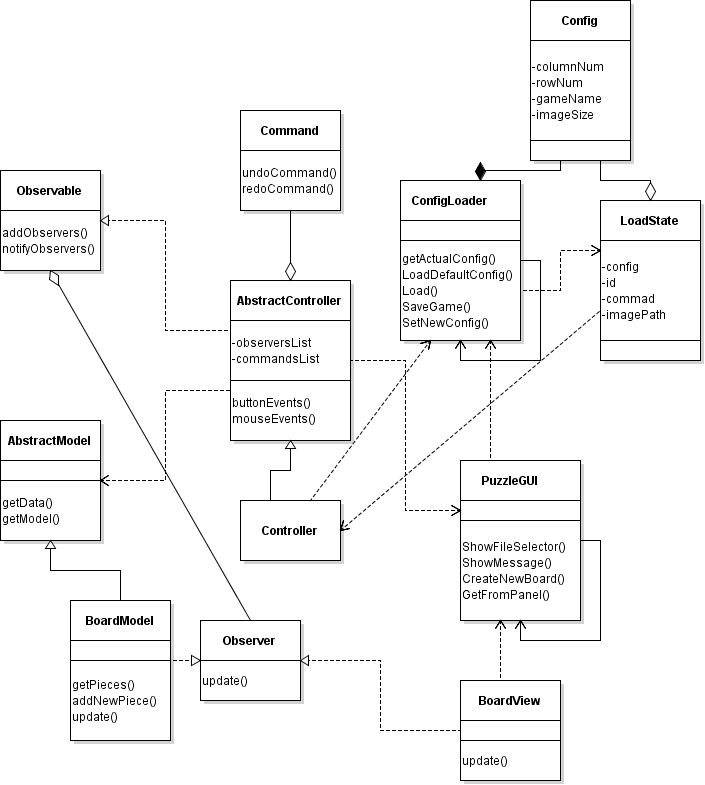 Config
-columnNum
-rowNum
-gameName
-imageSize
Command
undoCommand()
redoCommand()
Observable
addObservers()
notifyObservers()
ConfigLoader
getActualConfig()
LoadDefaultConfig()
Load()
SaveGame()
SetNewConfig()
LoadState
-config
-id
-commad
-imagePath
AbstractController
-observersList
-commandsList
buttonEvents()
mouseEvents()
AbstractModel
getData()
getModel()
Controller
PuzzleGUI
ShowFileSelector()
ShowMessage()
CreateNewBoard()
GetFromPanel()
BoardModel
getPieces()
addNewPiece()
update()
Observer
update()
BoardView
update()